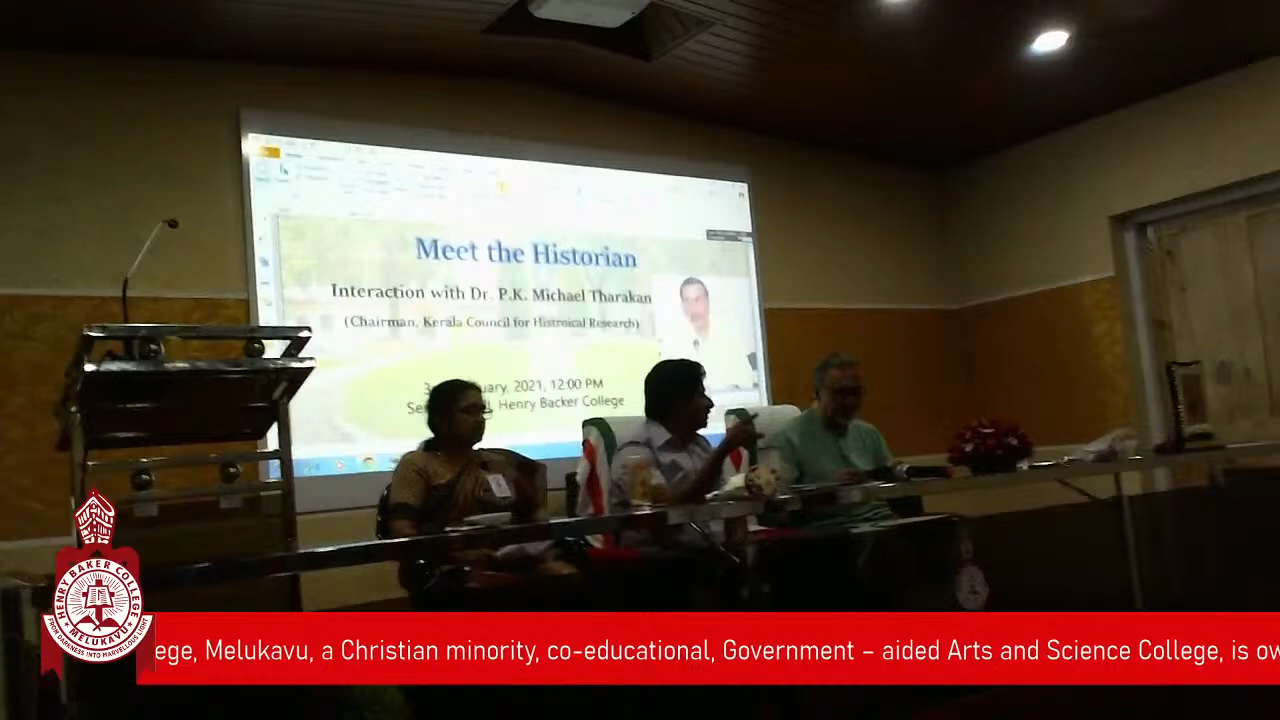 Meet the Historian
Interaction with Dr. P.K. Michael Tharakan
(Chairman, Kerala Council for Histroical Research)
2021, 12:00 PM
Henry Backer College
HENRY BAKER COLLEGE
MELUKAVU
FROM DARKNESS INTO MARVELLOUS LIGHT
ege, Melukavu, a Christian minority, co-educational, Government – aided Arts and Science College, is ow